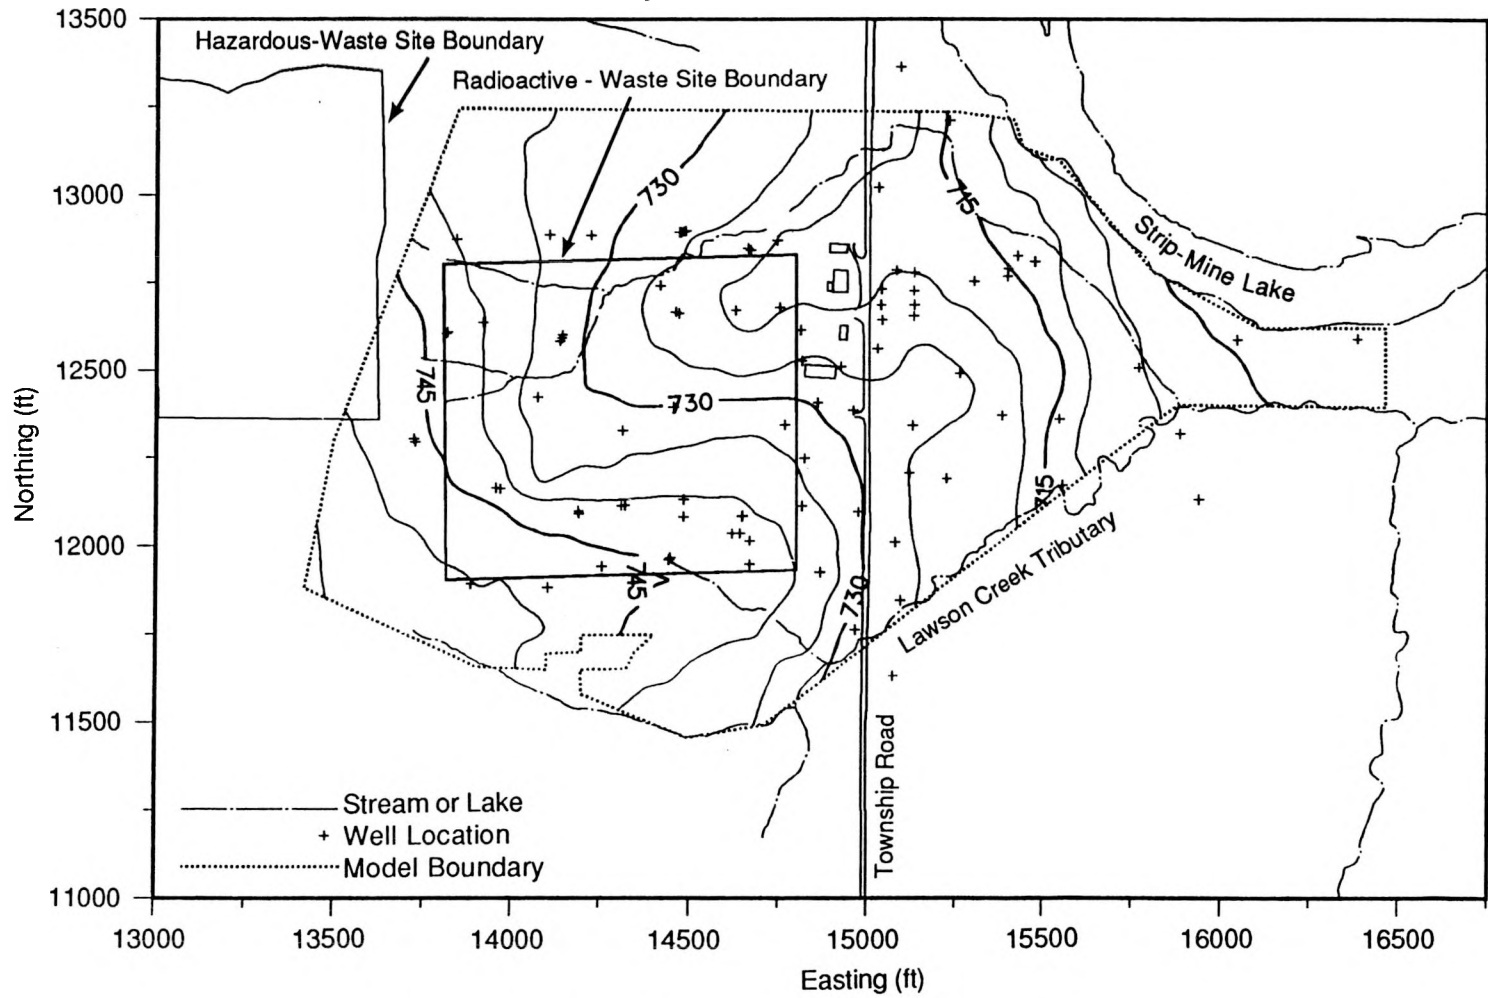 13500
Hazardous-Waste Site Boundary
Radioactive - Waste Site Boundary
13000
730
715
Strip-Mine Lake
12500
745
730
Northing (ft)
715
12000
745
730
Lawson Creek Tributary
11500
Township Road
Stream or Lake
Well Location
Model Boundary
11000
13000 13500 14000 14500 15000 15500 16000 16500
Easting (ft)